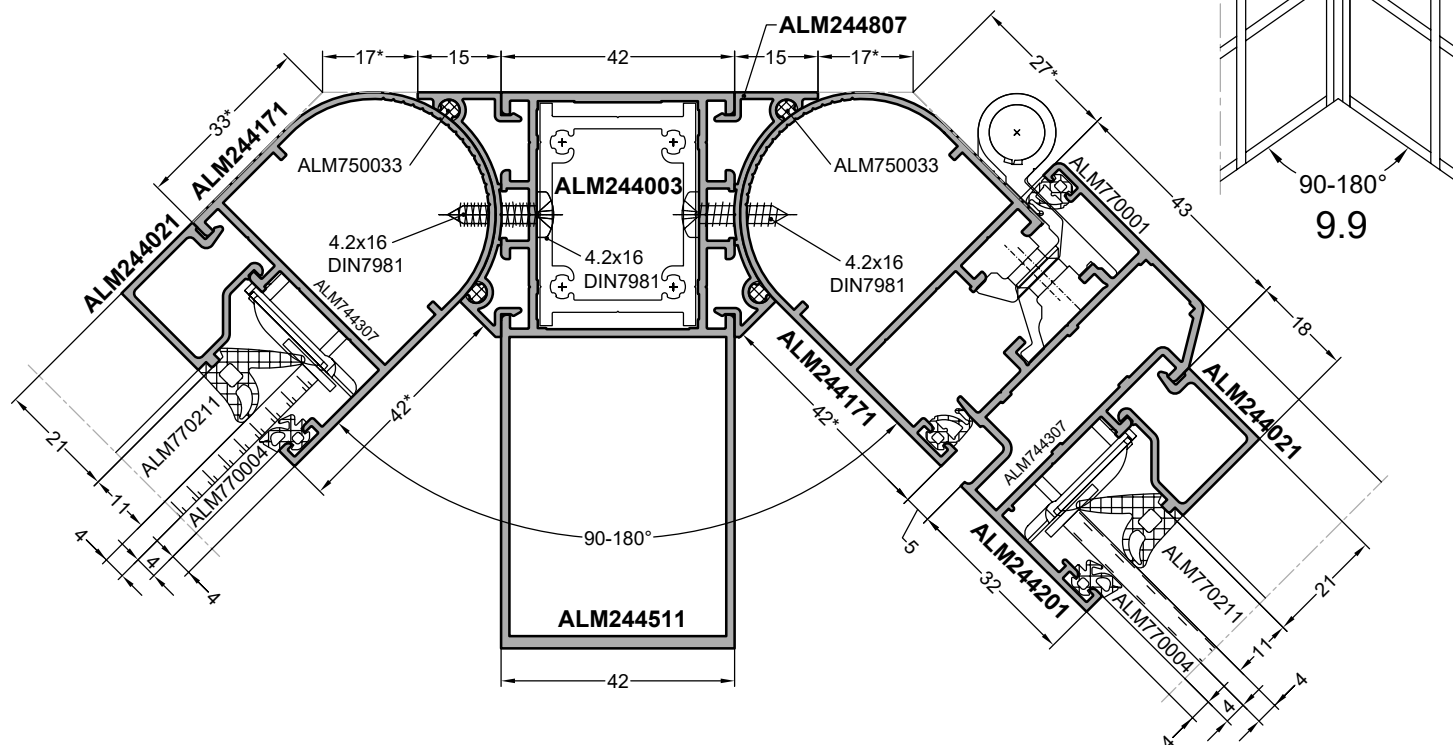 ALM244807
17*
15
42
15
17*
27*
33*
ALM244171
ALM750033
ALM244003
ALM750033
ALM770001
43
90-180°
9.9
ALM244021
4.2x16
DIN7981
4.2x16
DIN7981
4.2x16
DIN7981
ALM744307
18
42*
ALM244171
42*
ALM244021
21
ALM770211
11
ALM770004
4
4
4
90-180°
ALM244511
42
5
32
ALM744307
ALM244201
ALM770211
ALM770004
21
11
4
4
4